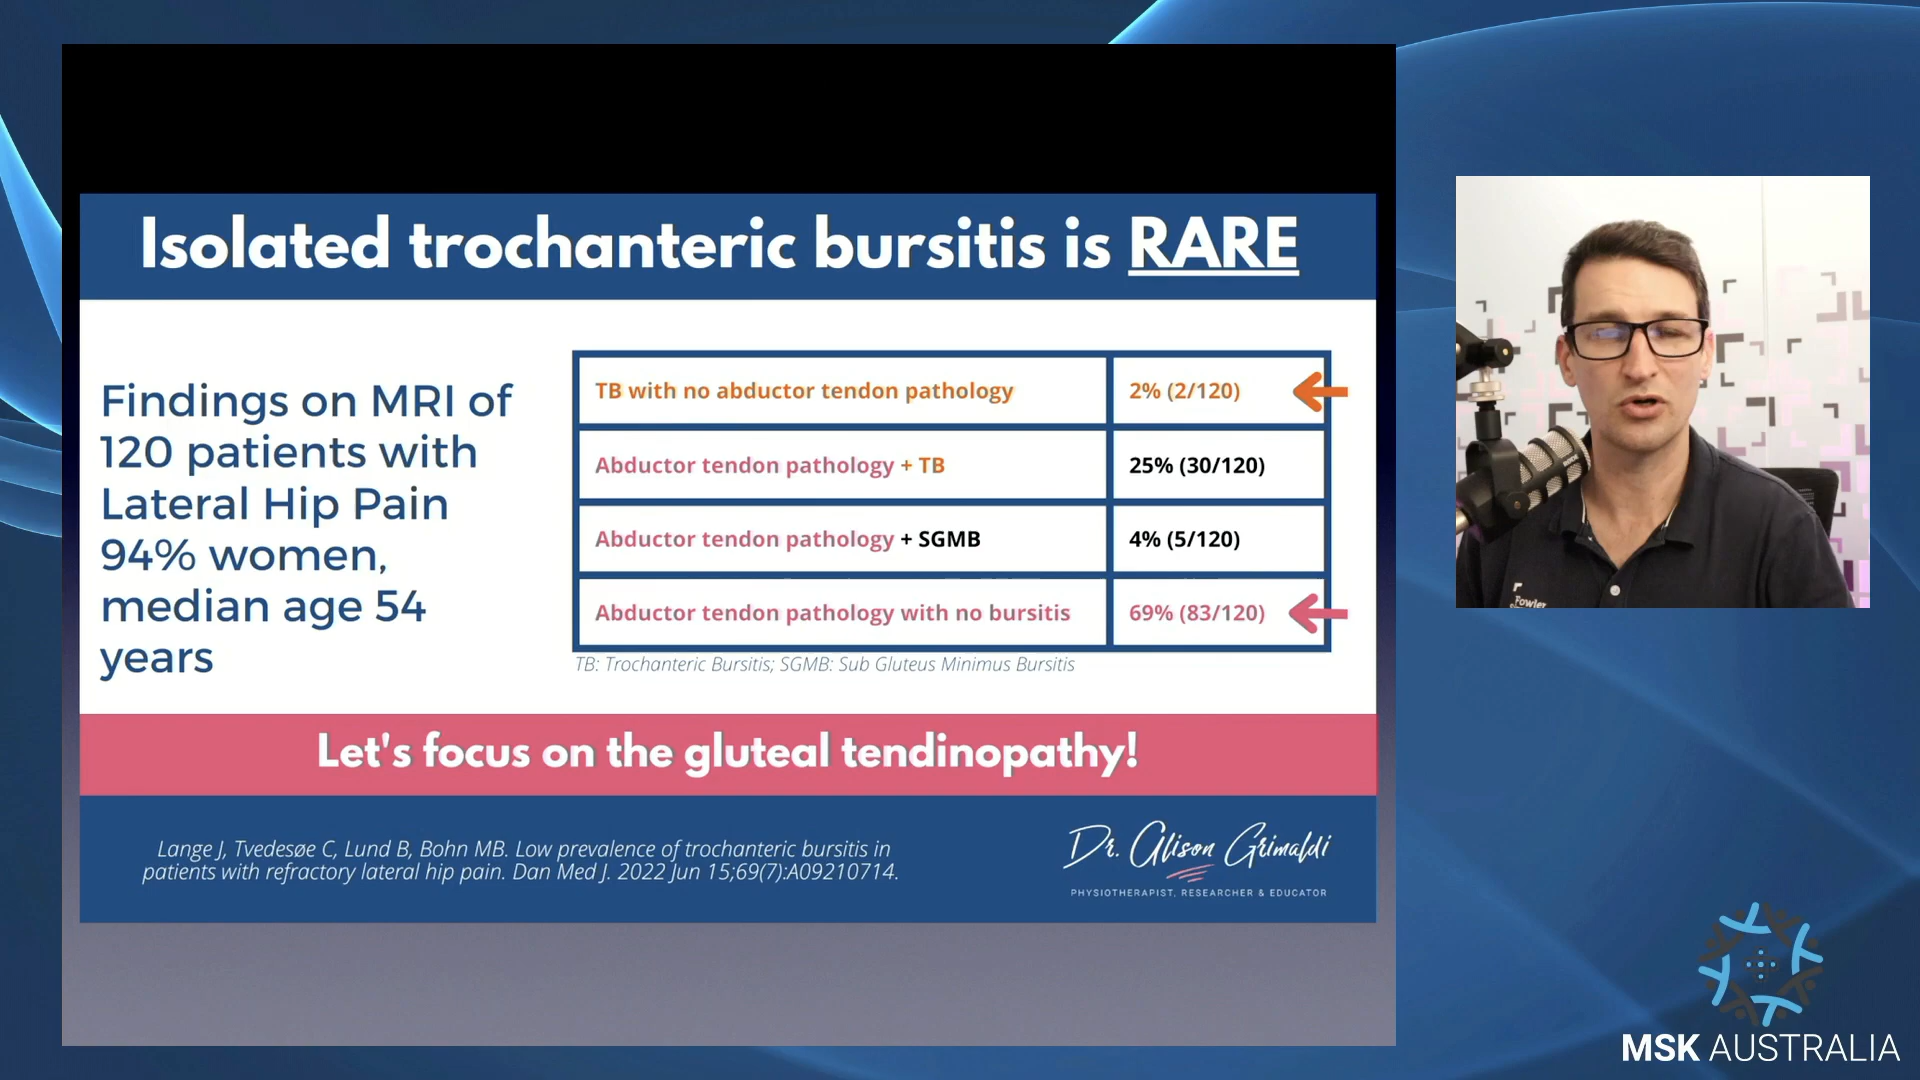 Isolated trochanteric bursitis is RARE
Findings on MRI of
120 patients with
Lateral Hip Pain
94% women,
median age 54
years
TB with no abductor tendon pathology 2% (2/120)
Abductor tendon pathology + TB 25% (30/120)
Abductor tendon pathology + SGMB 4% (5/120)
Abductor tendon pathology with no bursitis 69% (83/120)
TB: Trochanteric Bursitis; SGMB: Sub Gluteus Minimus Bursitis
Let's focus on the gluteal tendinopathy!
Lange J, Tvedesøe C, Lund B, Bohn MB. Low prevalence of trochanteric bursitis in
patients with refractory lateral hip pain. Dan Med J. 2022 Jun 15;69(7):A09210714.
Dr. Alison Grimaldi
PHYSIOTHERAPIST, RESEARCHER & EDUCATOR
Fowler
MSK AUSTRALIA